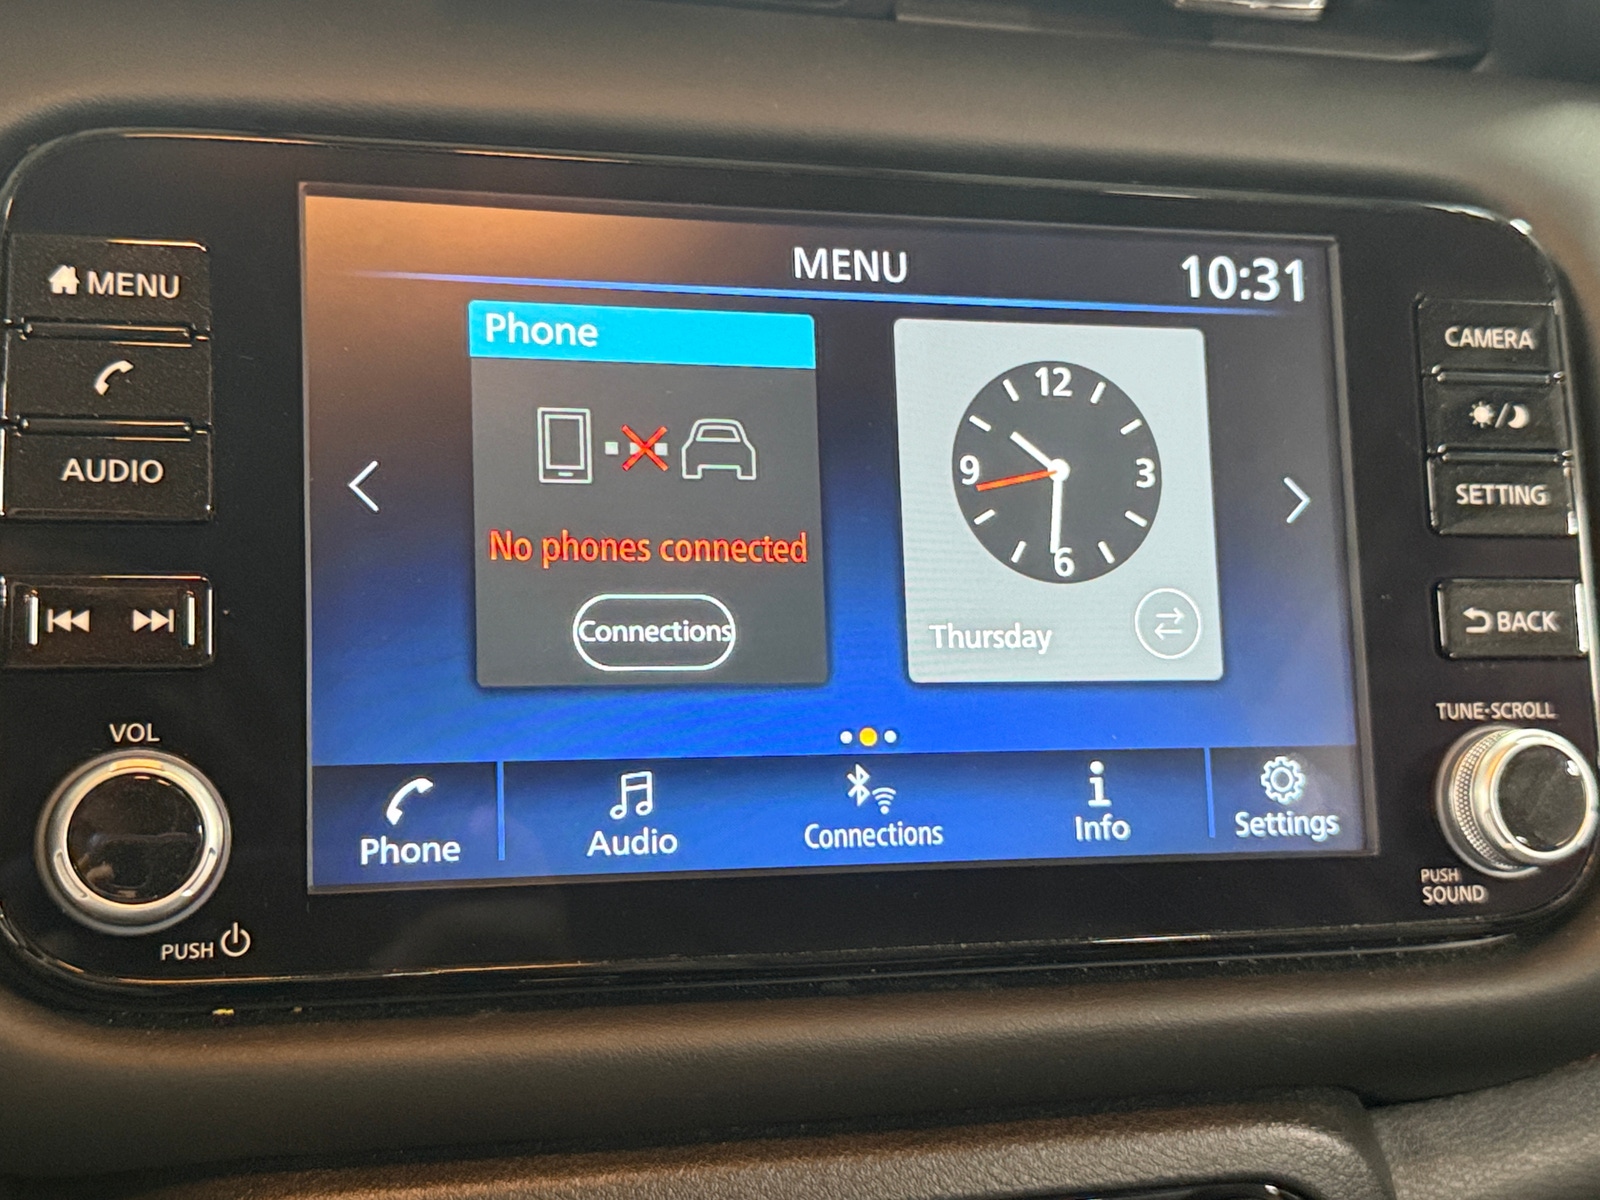 MENU
AUDIO
VOL
PUSH
MENU
10:31
Phone
No phones connected
Connections
12
3
6
9
Thursday
Phone
Audio
Connections
Info
Settings
CAMERA
SETTING
BACK
TUNE·SCROLL
PUSH
SOUND